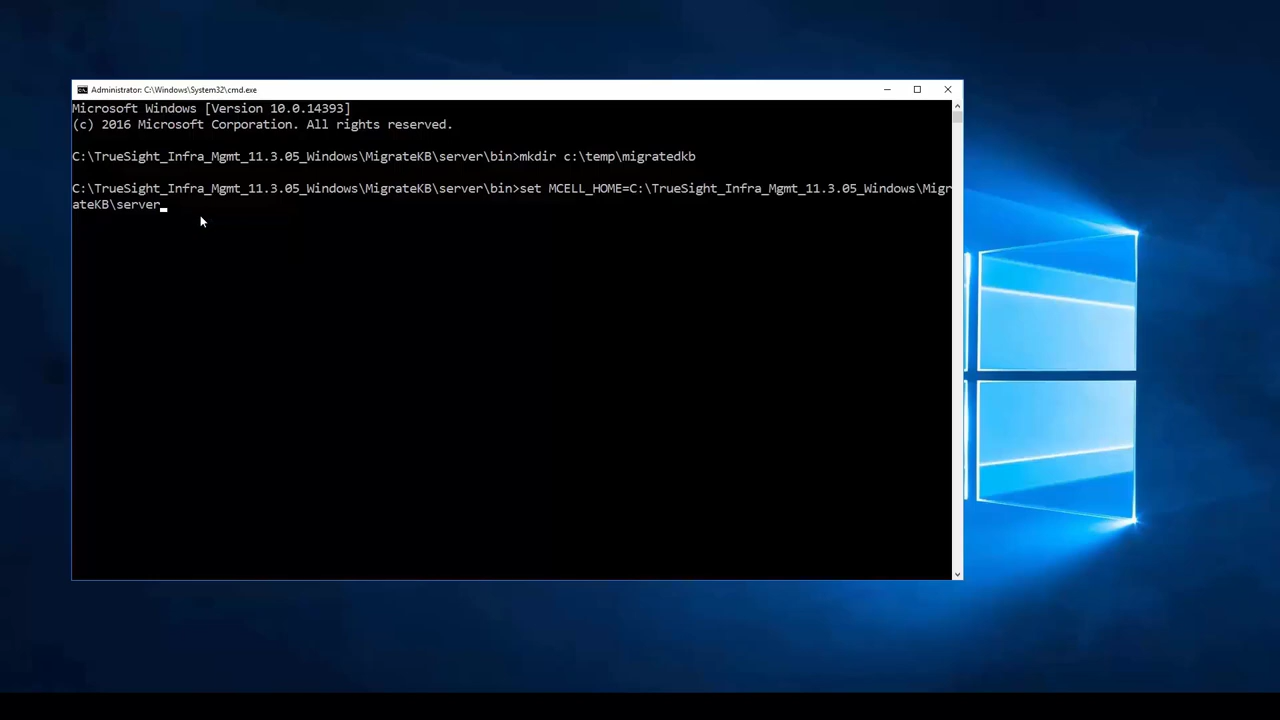 Administrator: C:\Windows\System32\cmd.exe
Microsoft Windows [Version 10.0.14393]
(c) 2016 Microsoft Corporation. All rights reserved.
C:\TrueSight_Infra_Mgmt_11.3.05_Windows\MigrateKB\server\bin>mkdir c:\temp\migratedkb
C:\TrueSight_Infra_Mgmt_11.3.05_Windows\MigrateKB\server\bin>set MCELL_HOME=C:\TrueSight_Infra_Mgmt_11.3.05_Windows\Migr
ateKB\server